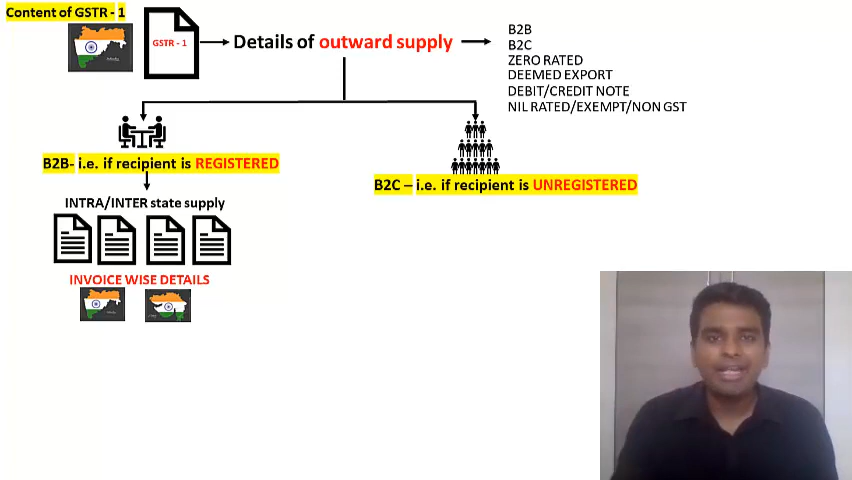 Content of GSTR - 1
GSTR - 1
Details of outward supply
B2B
B2C
ZERO RATED
DEEMED EXPORT
DEBIT/CREDIT NOTE
NIL RATED/EXEMPT/NON GST
B2B- i.e. if recipient is REGISTERED
B2C – i.e. if recipient is UNREGISTERED
INTRA/INTER state supply
INVOICE WISE DETAILS